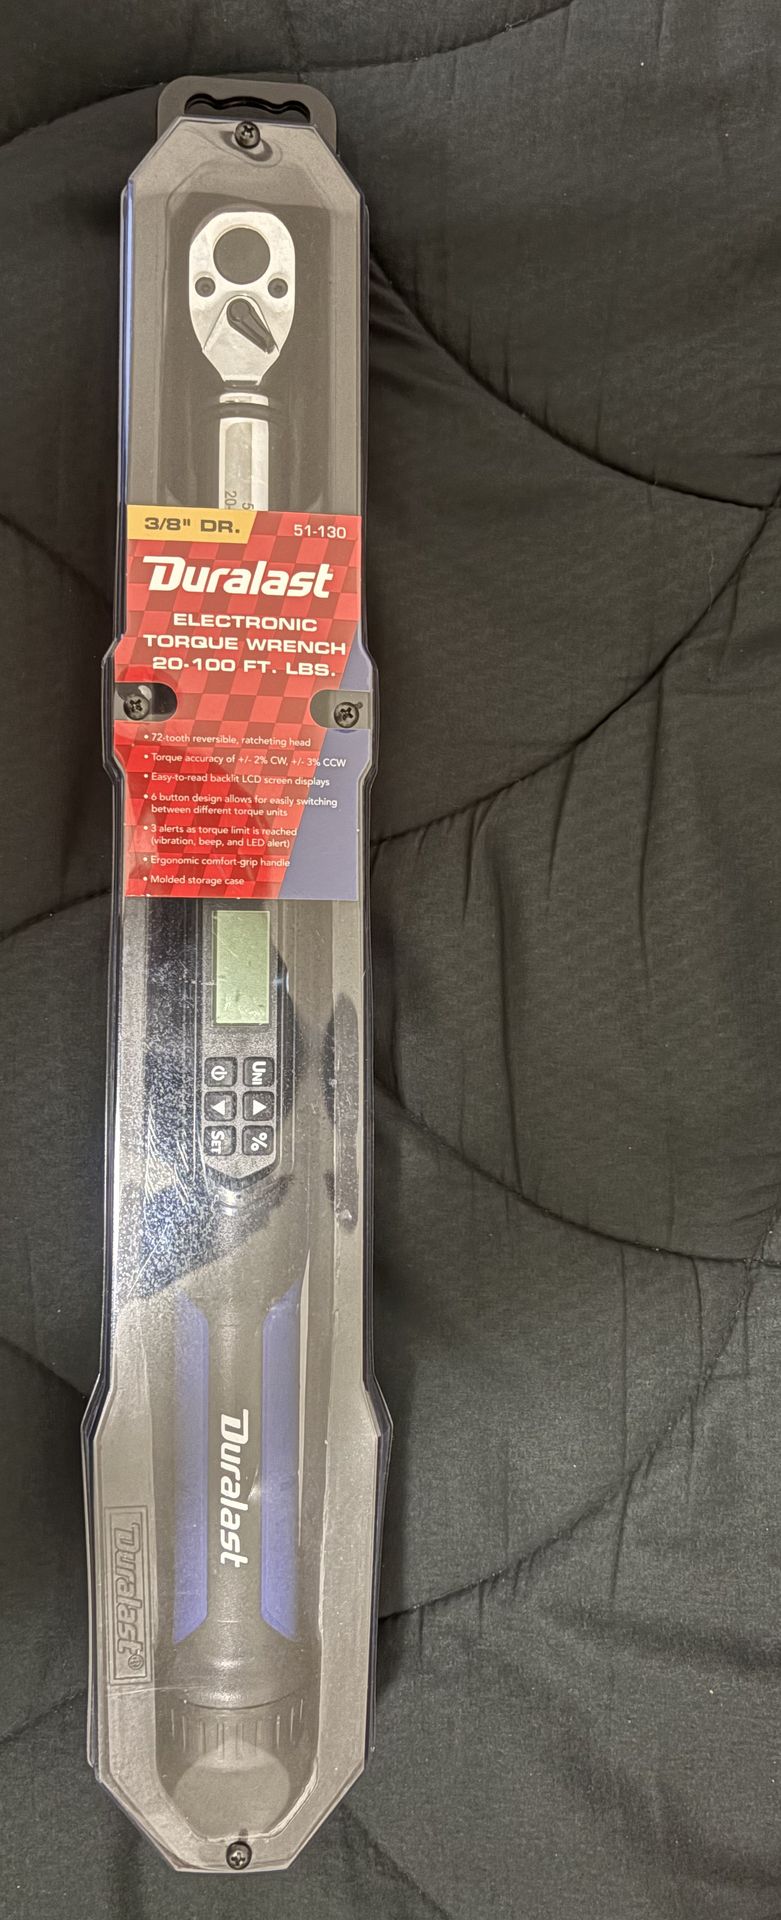 5
20-
3/8" DR. 51-130
Duralast
ELECTRONIC
TORQUE WRENCH
20-100 FT. LBS.
• 72-tooth reversible, ratcheting head
• Torque accuracy of +/- 2% CW, +/- 3% CCW
• Easy-to-read backlit LCD screen displays
• 6 button design allows for easily switching
between different torque units
• 3 alerts as torque limit is reached
(vibration, beep, and LED alert)
• Ergonomic comfort-grip handle
• Molded storage case
UNI
%
SET
Duralast
Duralast®